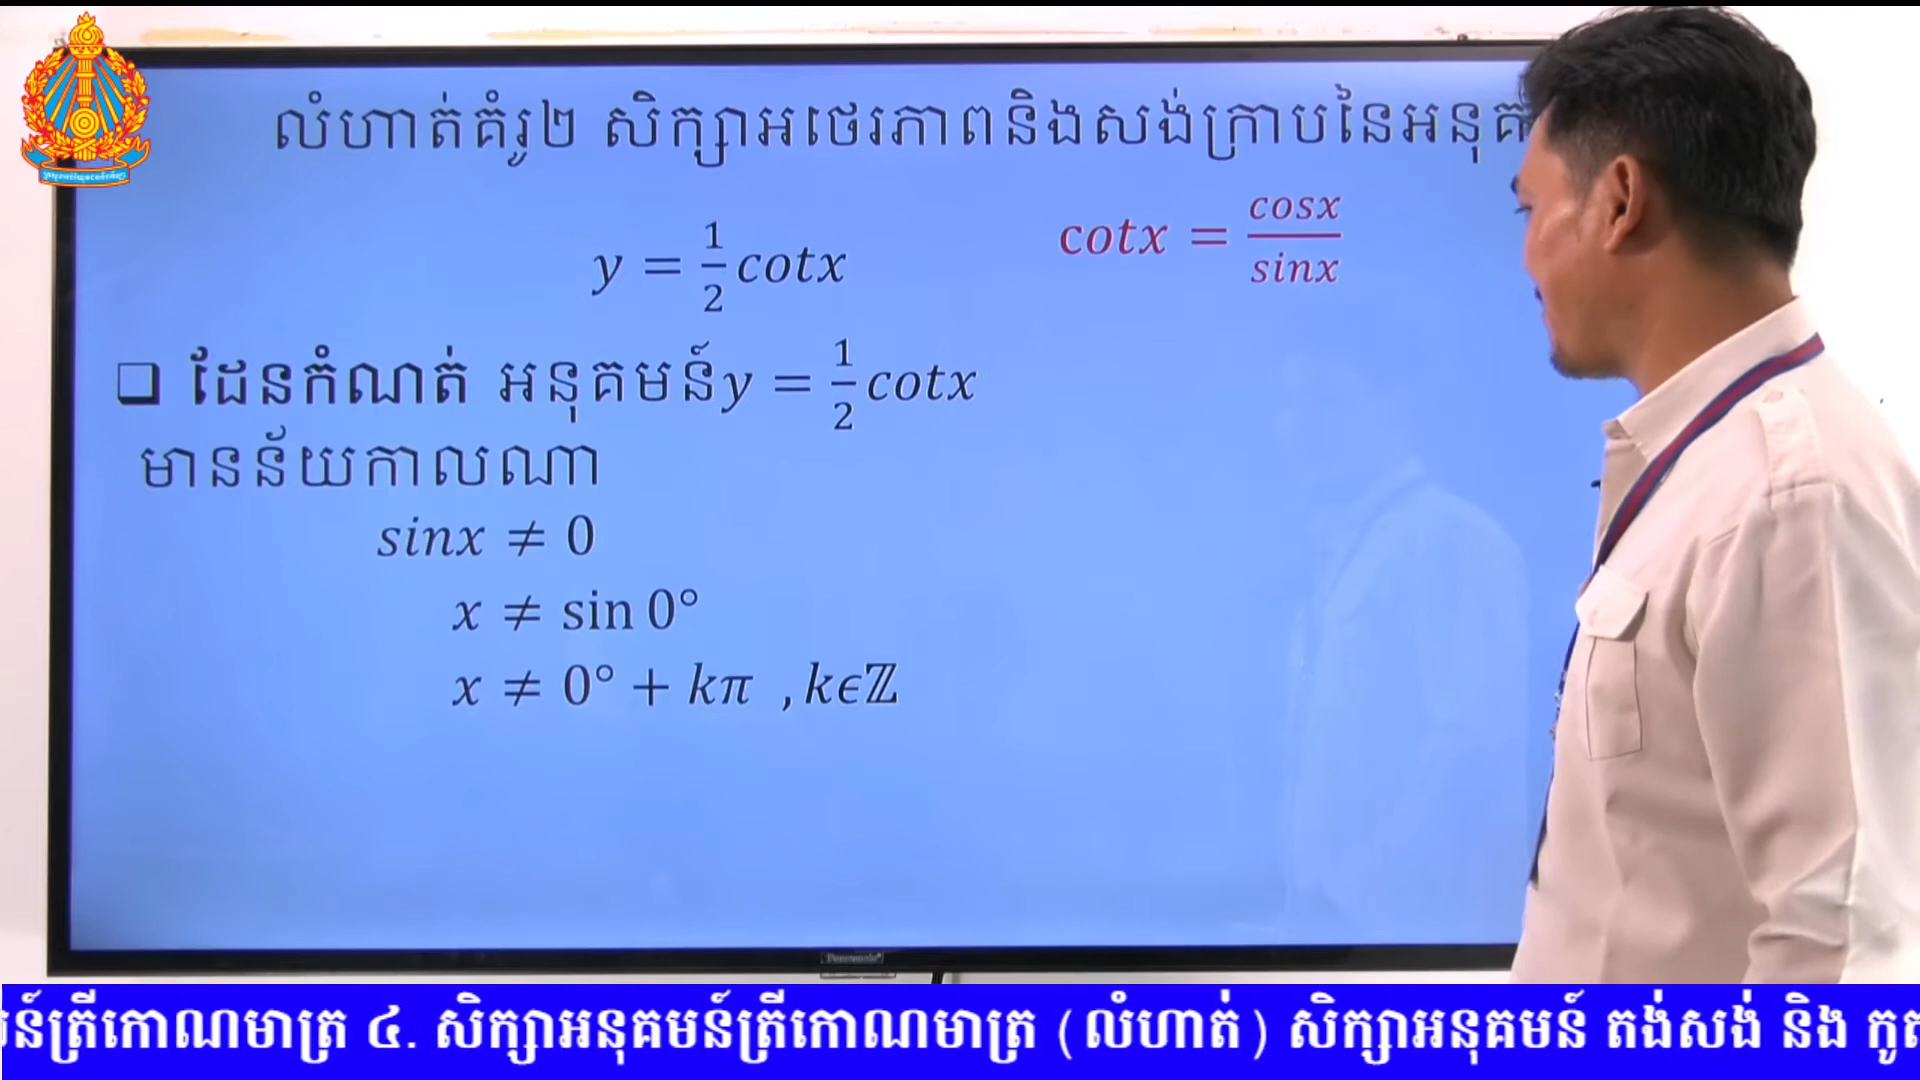 លំហាត់គំរូ២ សិក្សាអថេរភាពនិងសង់ក្រាបនៃអនុគ
y = 1/2 cotx
cotx = cosx/sinx
❑ ដែនកំណត់ អនុគមន៍ y = 1/2 cotx
មានន័យកាលណា
sinx ≠ 0
x ≠ sin 0°
x ≠ 0° + kπ , kϵℤ
ន៍ត្រីកោណមាត្រ ៤. សិក្សាអនុគមន៍ត្រីកោណមាត្រ (លំហាត់) សិក្សាអនុគមន៍ តង់សង់ និង